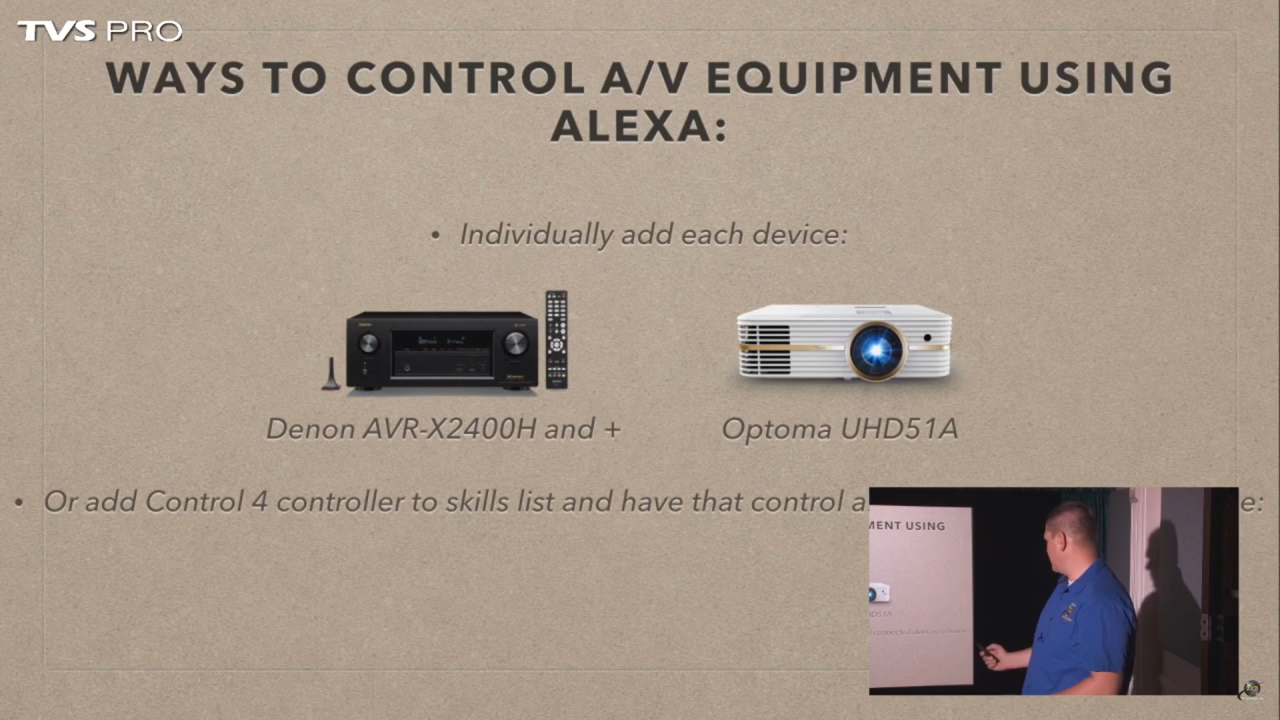 TVS PRO
WAYS TO CONTROL A/V EQUIPMENT USING
ALEXA:
• Individually add each device:
Denon AVR-X2400H and +
Optoma UHD51A
• Or add Control 4 controller to skills list and have that control a
e:
MENT USING
HD51A